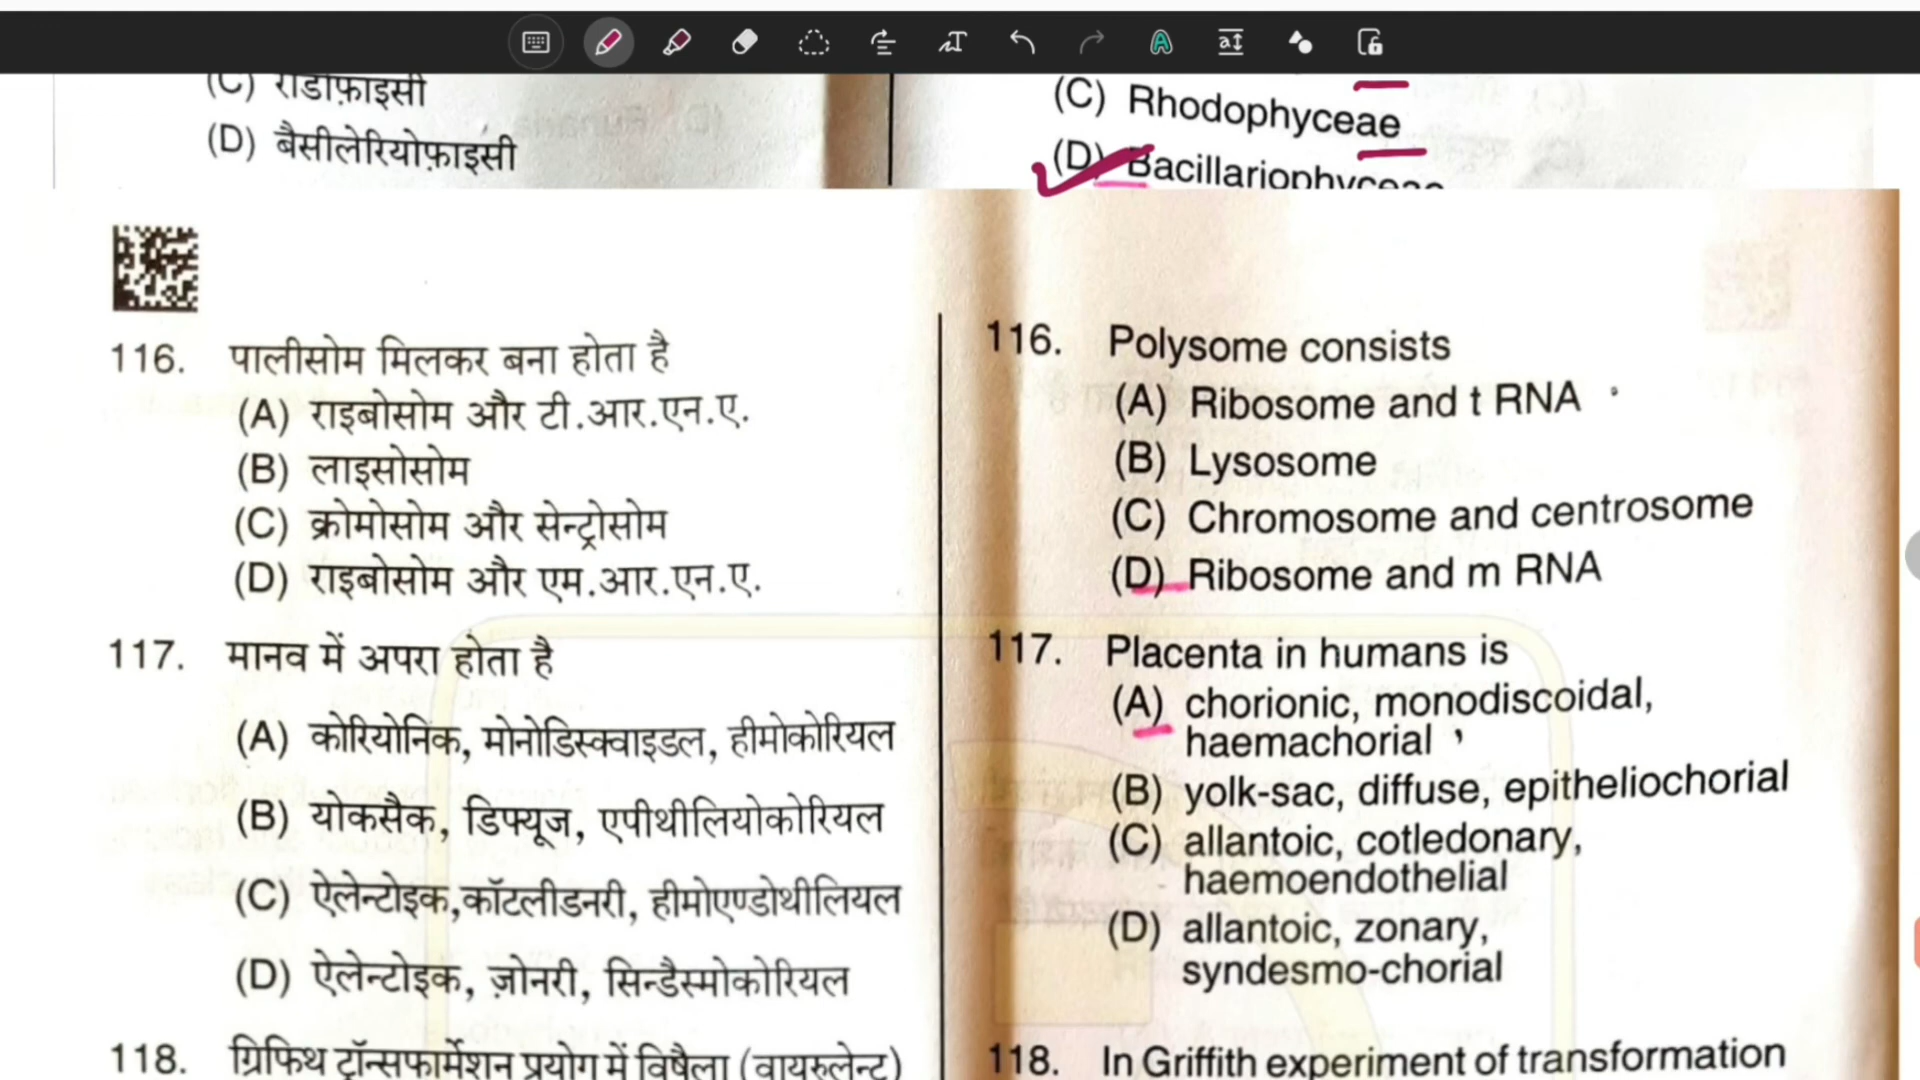 (C) रोडोफ़ाइसी
(D) बैसीलेरियोफ़ाइसी
(C) Rhodophyceae
(D) Bacillariophyceae
116. पालीसोम मिलकर बना होता है
(A) राइबोसोम और टी.आर.एन.ए.
(B) लाइसोसोम
(C) क्रोमोसोम और सेन्ट्रोसोम
(D) राइबोसोम और एम.आर.एन.ए.
117. मानव में अपरा होता है
(A) कोरियोनिक, मोनोडिस्क्वाइडल, हीमोकोरियल
(B) योकसैक, डिफ्यूज, एपीथीलियोकोरियल
(C) ऐलेन्टोइक,कॉटलीडनरी, हीमोएण्डोथीलियल
(D) ऐलेन्टोइक, ज़ोनरी, सिन्डैस्मोकोरियल
118. ग्रिफिथ ट्रॉन्सफार्मेशन प्रयोग में विषैला (वायरुलेन्ट)
116. Polysome consists
(A) Ribosome and t RNA
(B) Lysosome
(C) Chromosome and centrosome
(D) Ribosome and m RNA
117. Placenta in humans is
(A) chorionic, monodiscoidal,
haemachorial
(B) yolk-sac, diffuse, epitheliochorial
(C) allantoic, cotledonary,
haemoendothelial
(D) allantoic, zonary,
syndesmo-chorial
118. In Griffith experiment of transformation